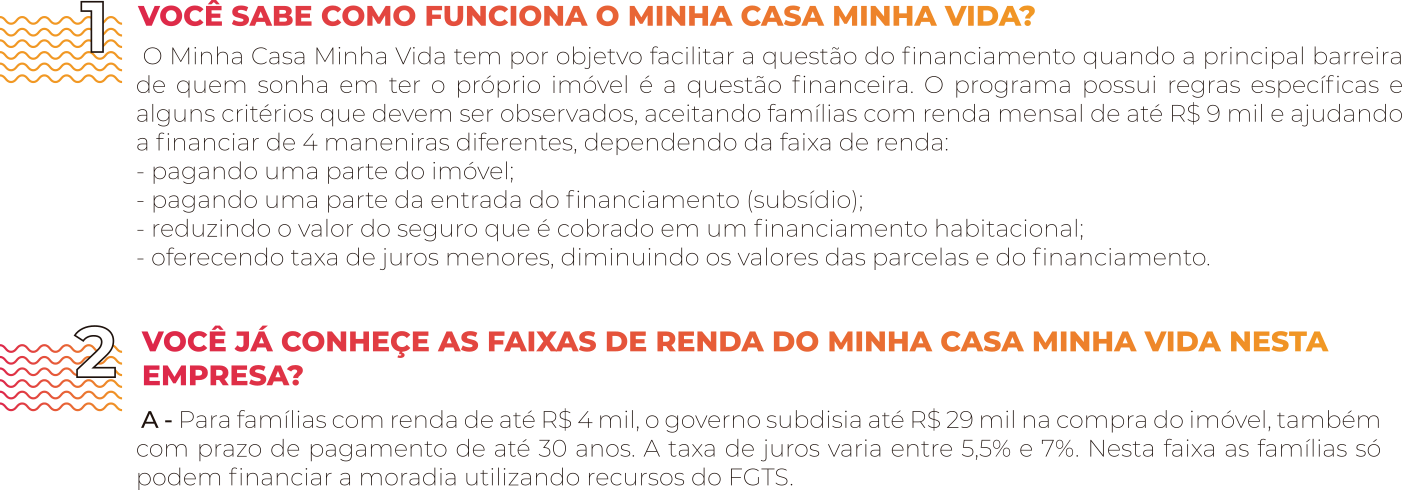 1
VOCÊ SABE COMO FUNCIONA O MINHA CASA MINHA VIDA?
O Minha Casa Minha Vida tem por objetvo facilitar a questão do financiamento quando a principal barreira
de quem sonha em ter o próprio imóvel é a questão financeira. O programa possui regras específicas e
alguns critérios que devem ser observados, aceitando famílias com renda mensal de até R$ 9 mil e ajudando
a financiar de 4 maneniras diferentes, dependendo da faixa de renda:
- pagando uma parte do imóvel;
- pagando uma parte da entrada do financiamento (subsídio);
- reduzindo o valor do seguro que é cobrado em um financiamento habitacional;
- oferecendo taxa de juros menores, diminuindo os valores das parcelas e do financiamento.
2
VOCÊ JÁ CONHEÇE AS FAIXAS DE RENDA DO MINHA CASA MINHA VIDA NESTA
EMPRESA?
A - Para famílias com renda de até R$ 4 mil, o governo subdisia até R$ 29 mil na compra do imóvel, também
com prazo de pagamento de até 30 anos. A taxa de juros varia entre 5,5% e 7%. Nesta faixa as famílias só
podem financiar a moradia utilizando recursos do FGTS.